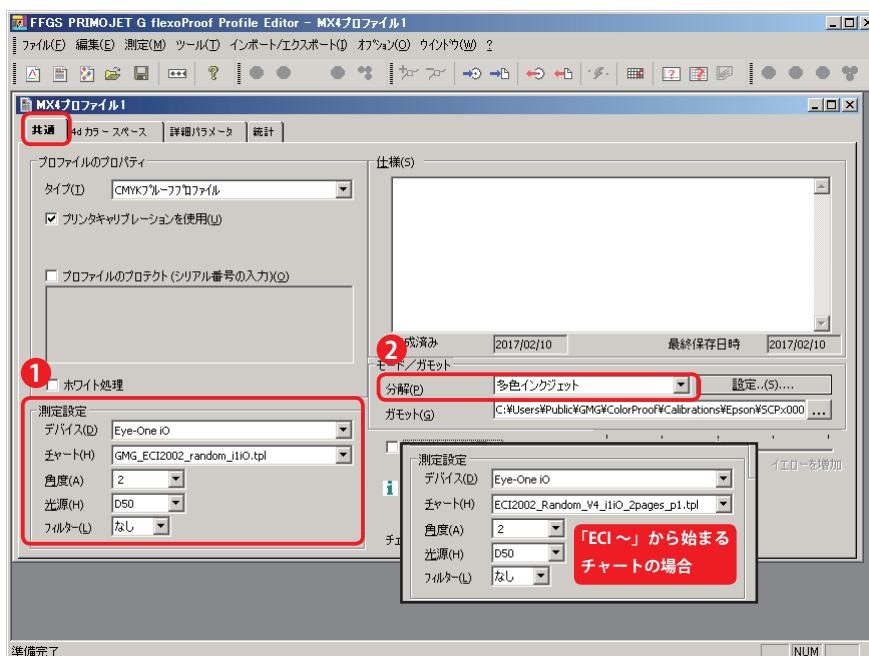 FFGS PRIMOJET G flexoProof Profile Editor - MX4プロファイル1
ファイル(F) 編集(E) 測定(M) ツール(T) インポート/エクスポート(I) オプション(O) ウインドウ(W) ?
MX4プロファイル1
共通 4d カラー スペース 詳細パラメータ 統計
プロファイルのプロパティ
タイプ(I) CMYKプルーフプロファイル
プリンタキャリブレーションを使用(U)
プロファイルのプロテクト (シリアル番号の入力)(O)
1
ホワイト処理
測定設定
デバイス(D) Eye-One iO
チャート(H) GMG_ECI2002_random_i1iO.tpl
角度(A) 2
光源(H) D50
フィルター(L) なし
仕様(S)
成済み 2017/02/10 最終保存日時 2017/02/10
2
モード/ガモット
分解(P) 多色インクジェット 設定..(S)....
ガモット(G) C:¥Users¥Public¥GMG¥ColorProof¥Calibrations¥Epson¥SCPx000 ...
イエローを増加
測定設定
デバイス(D) Eye-One iO
チャート(H) ECI2002_Random_V4_i1iO_2pages_p1.tpl
角度(A) 2
光源(H) D50
フィルター(L) なし
「ECI ～」から始まる
チャートの場合
チェ
準備完了 NUM